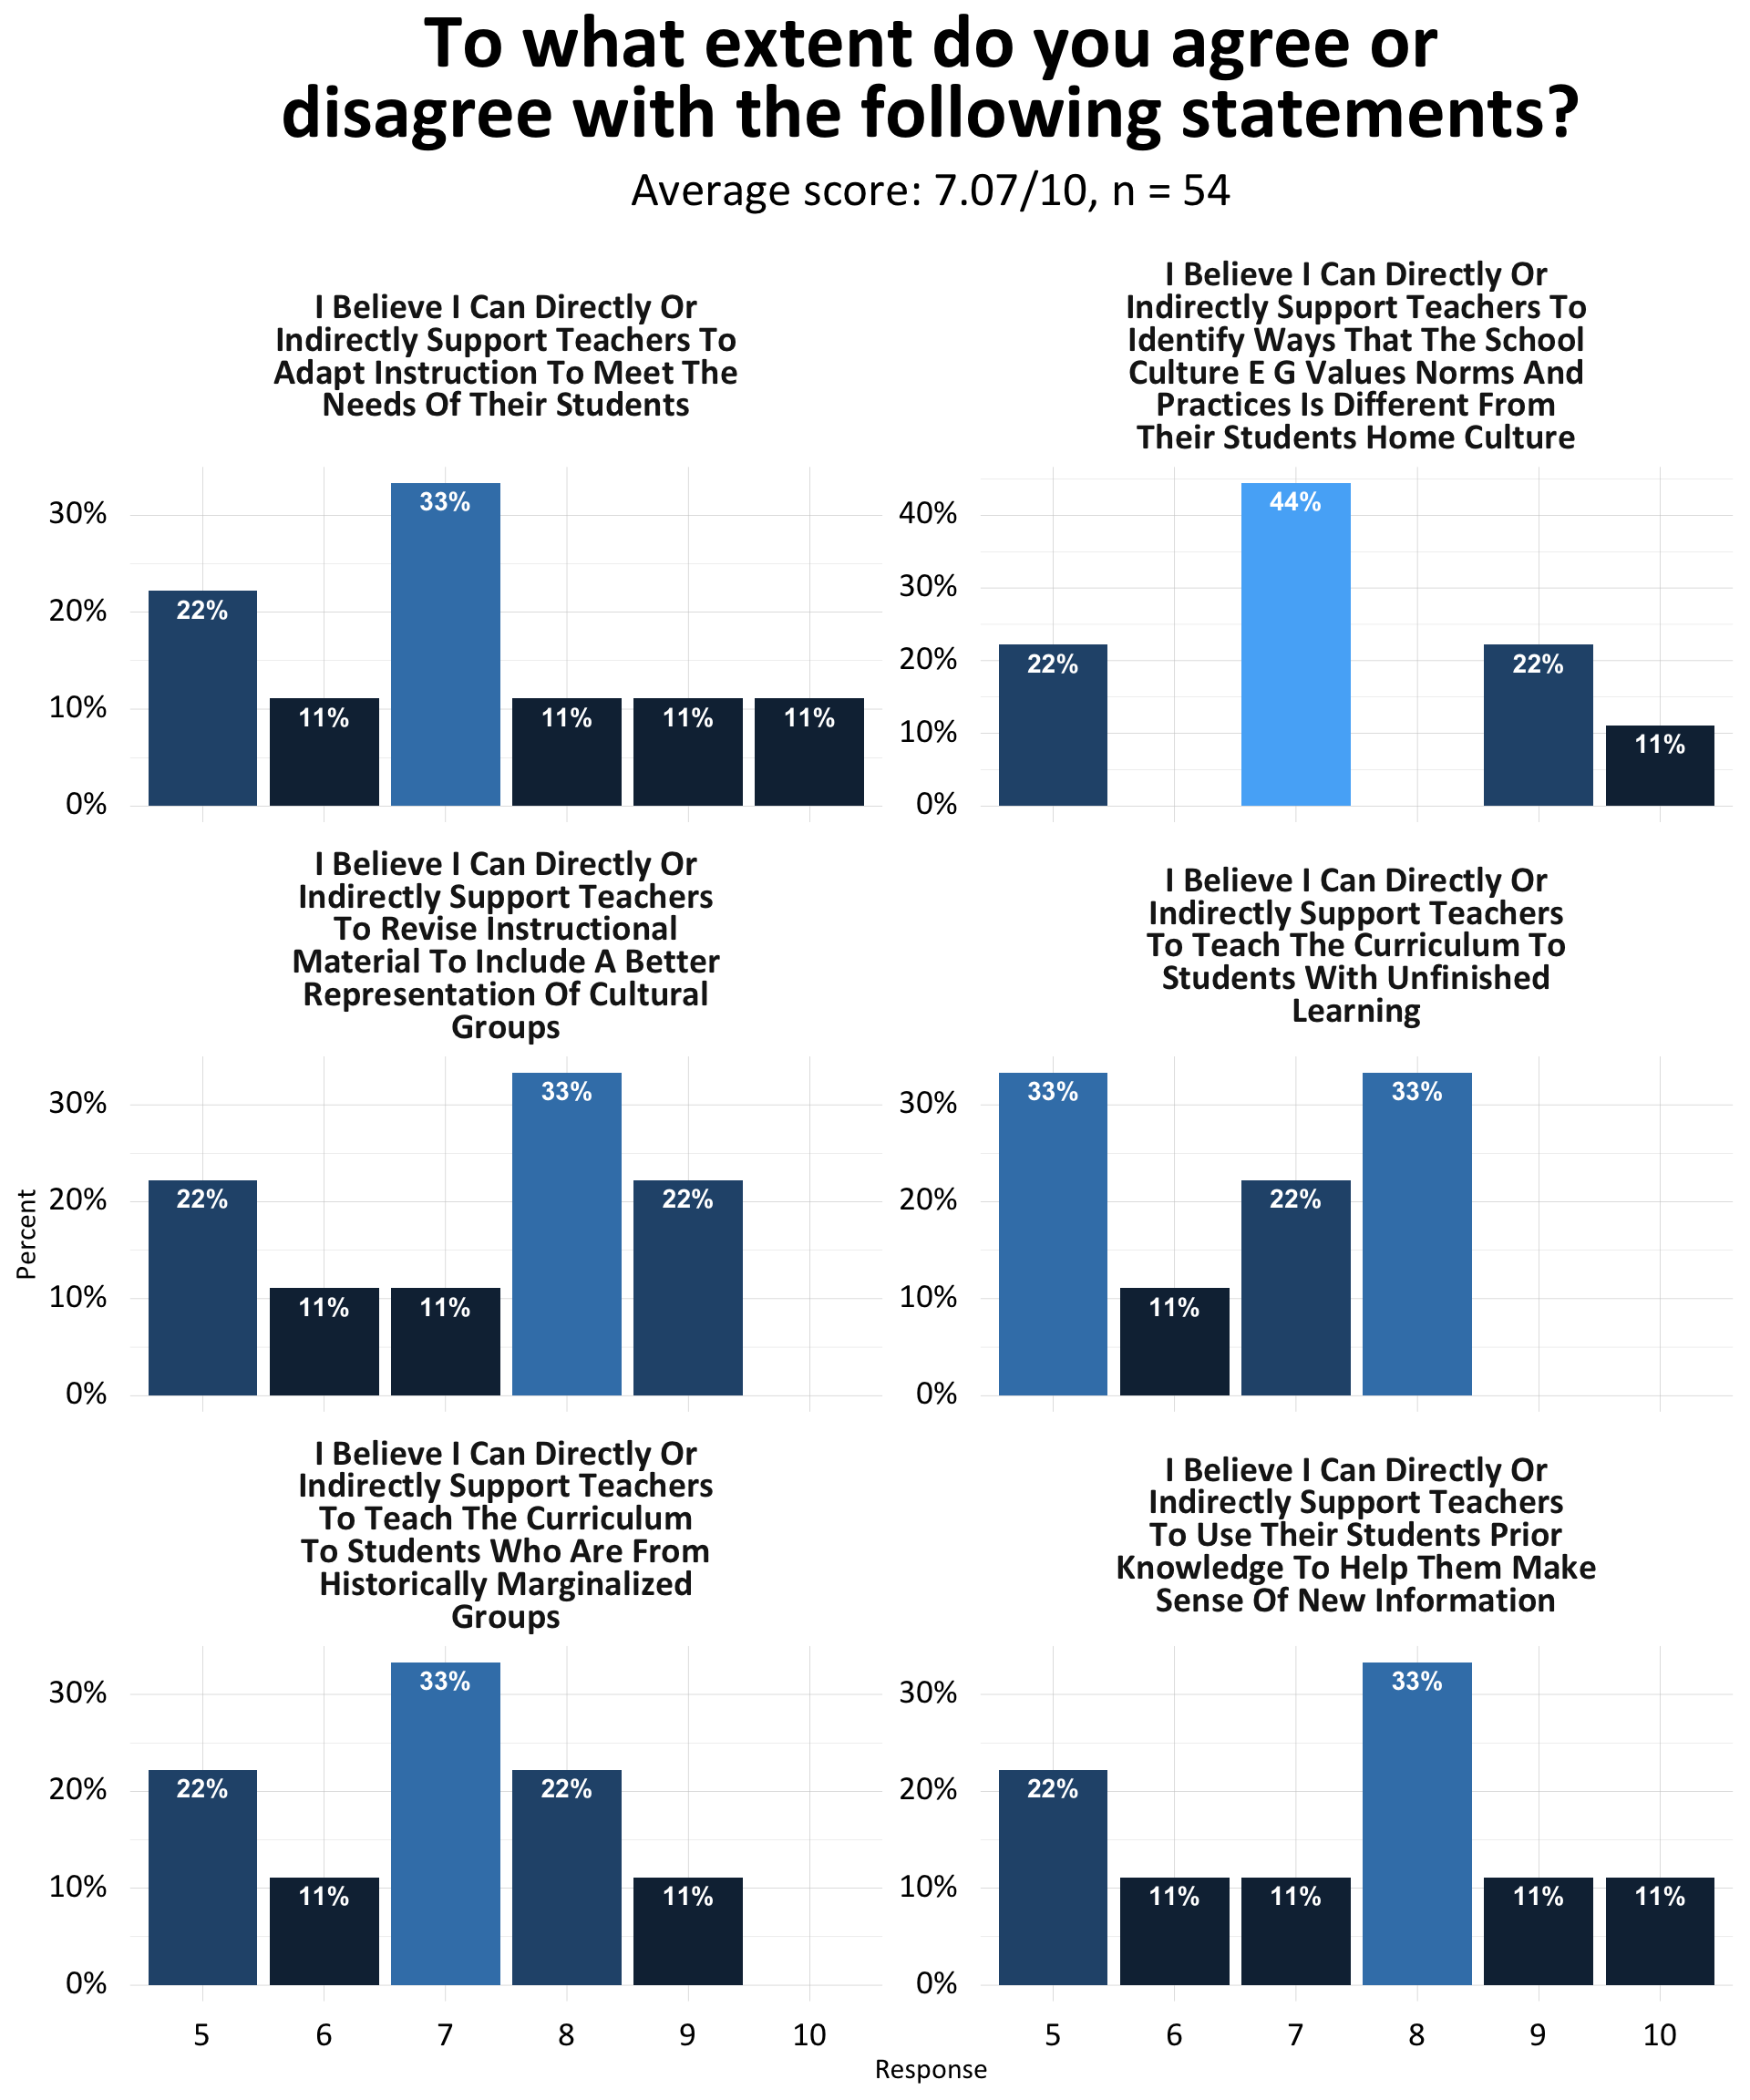 To what extent do you agree or
disagree with the following statements?
Average score: 7.07/10, n = 54
I Believe I Can Directly Or
Indirectly Support Teachers To
Adapt Instruction To Meet The
Needs Of Their Students
30%
20%
10%
0%
22%
11%
33%
11%
11%
11%
I Believe I Can Directly Or
Indirectly Support Teachers To
Identify Ways That The School
Culture E G Values Norms And
Practices Is Different From
Their Students Home Culture
40%
30%
20%
10%
0%
22%
44%
22%
11%
I Believe I Can Directly Or
Indirectly Support Teachers
To Revise Instructional
Material To Include A Better
Representation Of Cultural
Groups
30%
20%
10%
0%
22%
11%
11%
33%
22%
I Believe I Can Directly Or
Indirectly Support Teachers
To Teach The Curriculum To
Students With Unfinished
Learning
30%
20%
10%
0%
33%
11%
22%
33%
Percent
I Believe I Can Directly Or
Indirectly Support Teachers
To Teach The Curriculum
To Students Who Are From
Historically Marginalized
Groups
30%
20%
10%
0%
22%
11%
33%
22%
11%
5 6 7 8 9 10
I Believe I Can Directly Or
Indirectly Support Teachers
To Use Their Students Prior
Knowledge To Help Them Make
Sense Of New Information
30%
20%
10%
0%
22%
11%
11%
33%
11%
11%
5 6 7 8 9 10
Response